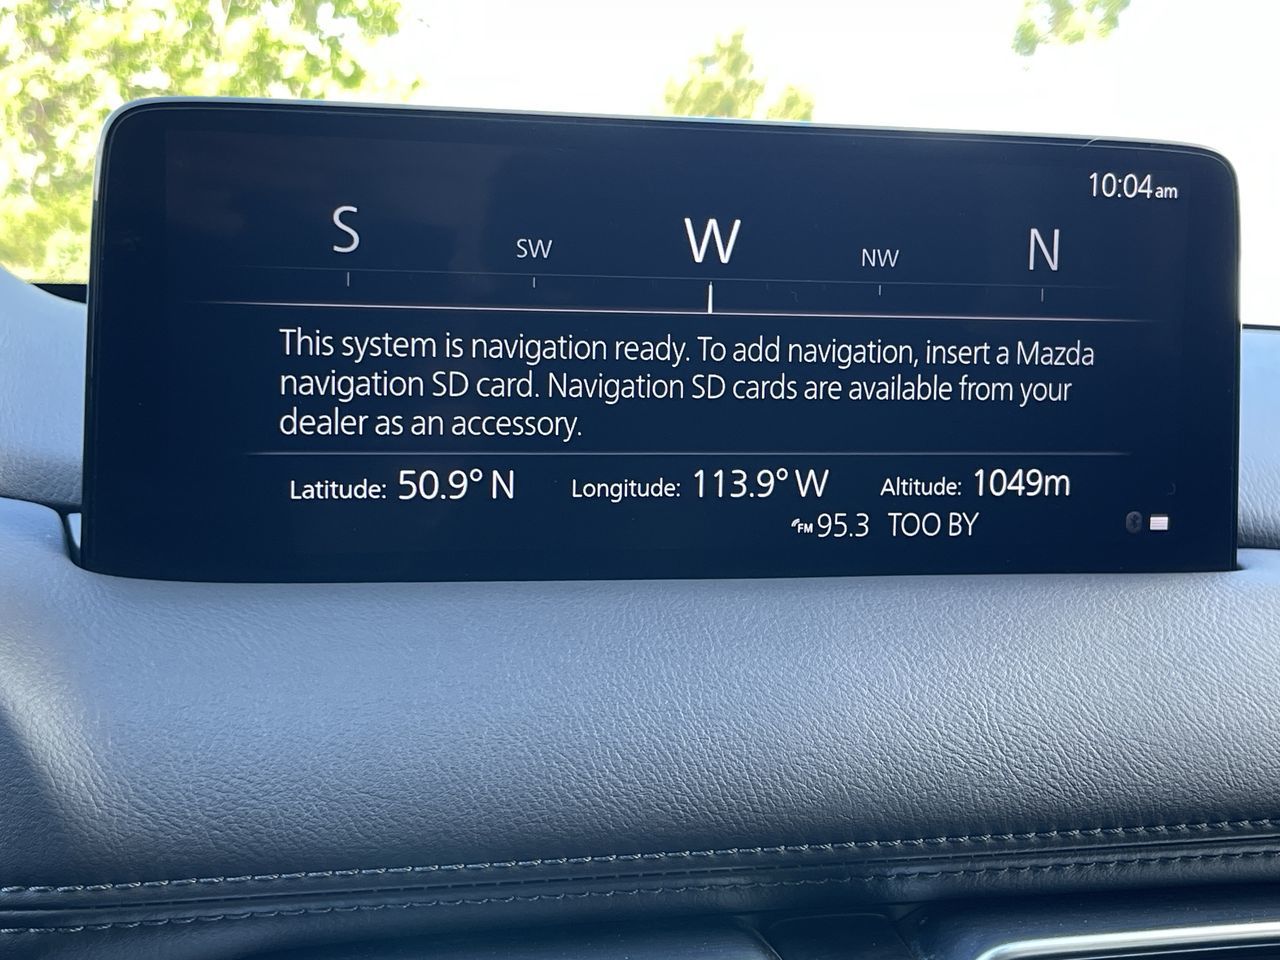 10:04 am
S SW W NW N
This system is navigation ready. To add navigation, insert a Mazda
navigation SD card. Navigation SD cards are available from your
dealer as an accessory.
Latitude: 50.9° N Longitude: 113.9° W Altitude: 1049m
FM 95.3 TOO BY